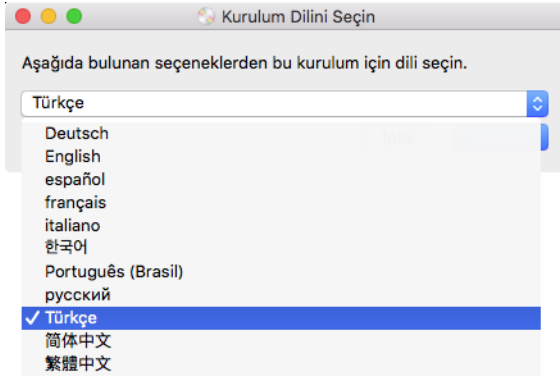 Kurulum Dilini Seçin
Aşağıda bulunan seçeneklerden bu kurulum için dili seçin.
Türkçe
Deutsch
English
español
français
italiano
한국어
Português (Brasil)
русский
✓ Türkçe
简体中文
繁體中文